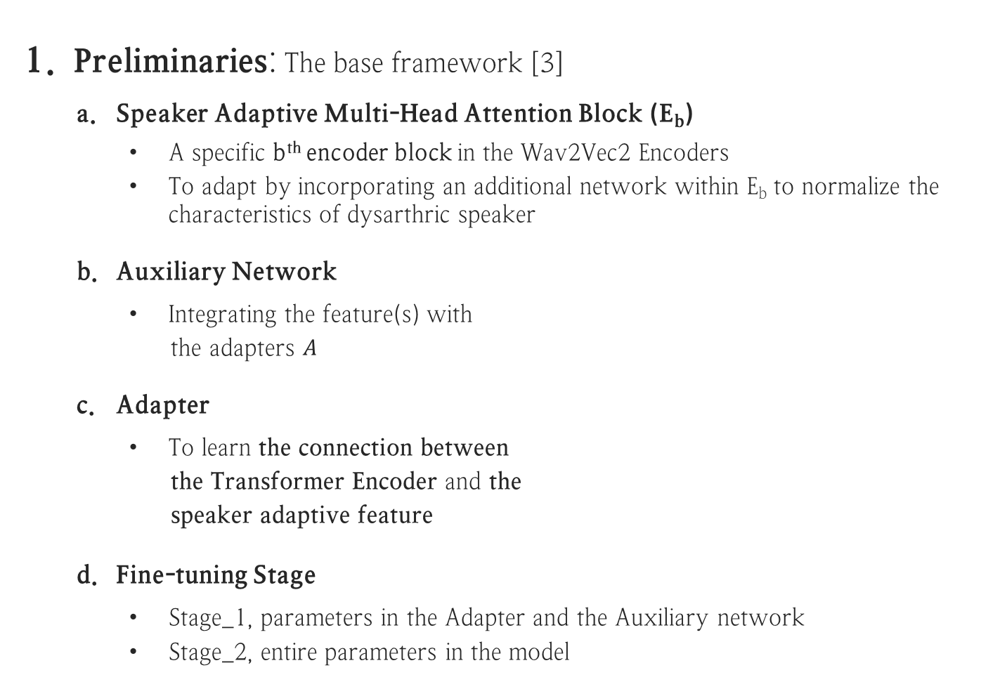 1. Preliminaries: The base framework [3]
a. Speaker Adaptive Multi-Head Attention Block (E_b)
• A specific b^th encoder block in the Wav2Vec2 Encoders
• To adapt by incorporating an additional network within E_b to normalize the
characteristics of dysarthric speaker
b. Auxiliary Network
• Integrating the feature(s) with
the adapters A
c. Adapter
• To learn the connection between
the Transformer Encoder and the
speaker adaptive feature
d. Fine-tuning Stage
• Stage_1, parameters in the Adapter and the Auxiliary network
• Stage_2, entire parameters in the model